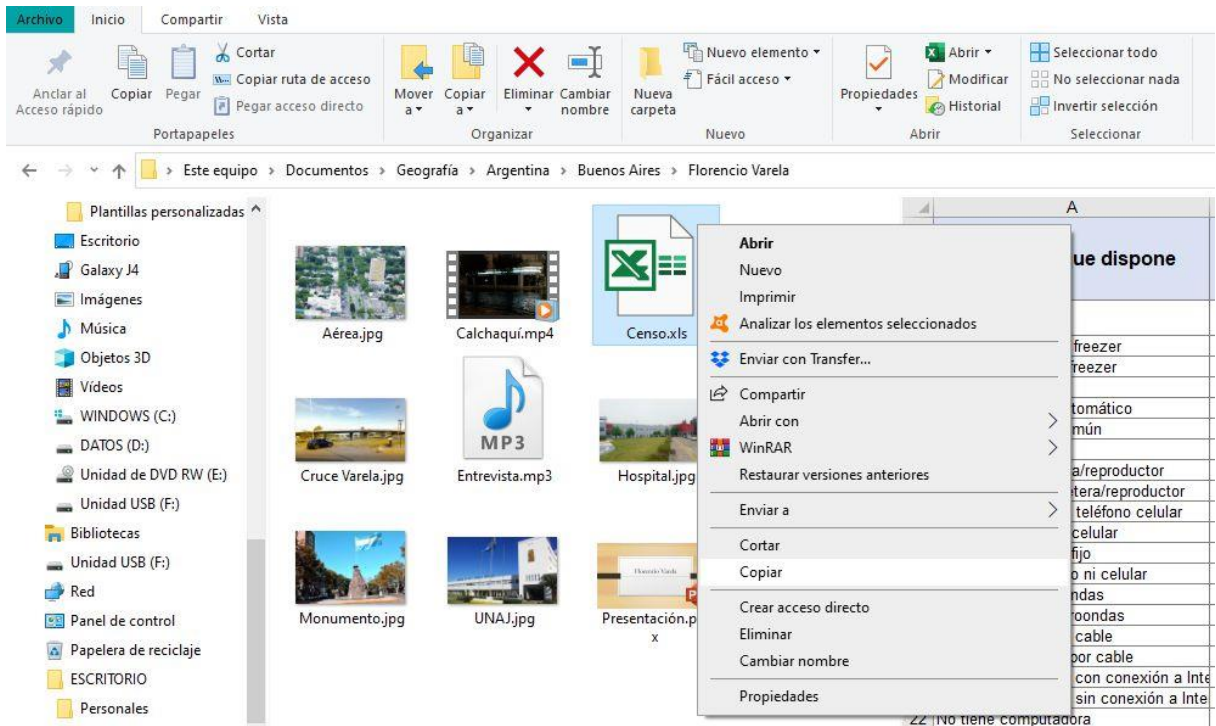 Archivo Inicio Compartir Vista
Anclar al Acceso rápido
Copiar
Pegar
Cortar
Copiar ruta de acceso
Pegar acceso directo
Portapapeles
Mover a
Copiar a
Eliminar
Cambiar nombre
Organizar
Nueva carpeta
Nuevo elemento
Fácil acceso
Nuevo
Propiedades
Abrir
Modificar
Historial
Abrir
Seleccionar todo
No seleccionar nada
Invertir selección
Seleccionar
Este equipo > Documentos > Geografía > Argentina > Buenos Aires > Florencio Varela
Plantillas personalizadas
Escritorio
Galaxy J4
Imágenes
Música
Objetos 3D
Vídeos
WINDOWS (C:)
DATOS (D:)
Unidad de DVD RW (E:)
Unidad USB (F:)
Bibliotecas
Unidad USB (F:)
Red
Panel de control
Papelera de reciclaje
ESCRITORIO
Personales
Aérea.jpg
Calchaquí.mp4
Censo.xls
Cruce Varela.jpg
MP3
Entrevista.mp3
Hospital.jpg
Monumento.jpg
UNAJ.jpg
Florencio Varela
Presentación.p
x
Abrir
Nuevo
Imprimir
Analizar los elementos seleccionados
Enviar con Transfer...
Compartir
Abrir con
WinRAR
Restaurar versiones anteriores
Enviar a
Cortar
Copiar
Crear acceso directo
Eliminar
Cambiar nombre
Propiedades
A
ue dispone
freezer
reezer
tomático
mún
a/reproductor
tera/reproductor
teléfono celular
celular
fijo
o ni celular
ndas
oondas
cable
por cable
con conexión a Inte
sin conexión a Inte
22 No tiene computadora